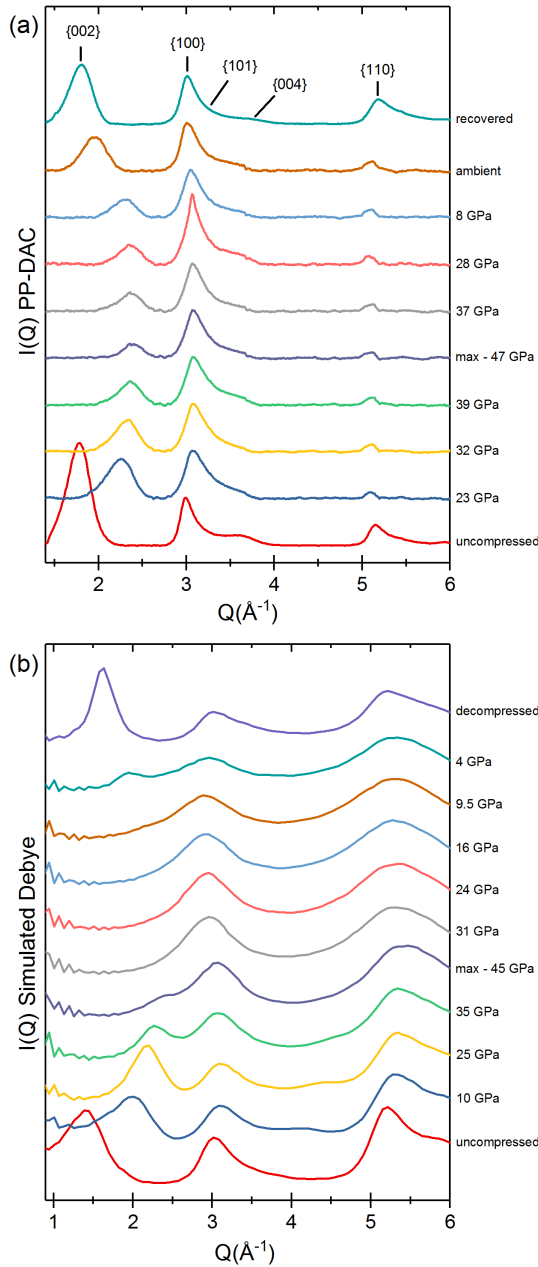 (a)
{002}
{100}
{101}
{004}
{110}
recovered
ambient
8 GPa
28 GPa
37 GPa
max - 47 GPa
39 GPa
32 GPa
23 GPa
uncompressed
I(Q) PP-DAC
2 3 4 5 6
Q(Å⁻¹)
(b)
decompressed
4 GPa
9.5 GPa
16 GPa
24 GPa
31 GPa
max - 45 GPa
35 GPa
25 GPa
10 GPa
uncompressed
I(Q) Simulated Debye
1 2 3 4 5 6
Q(Å⁻¹)